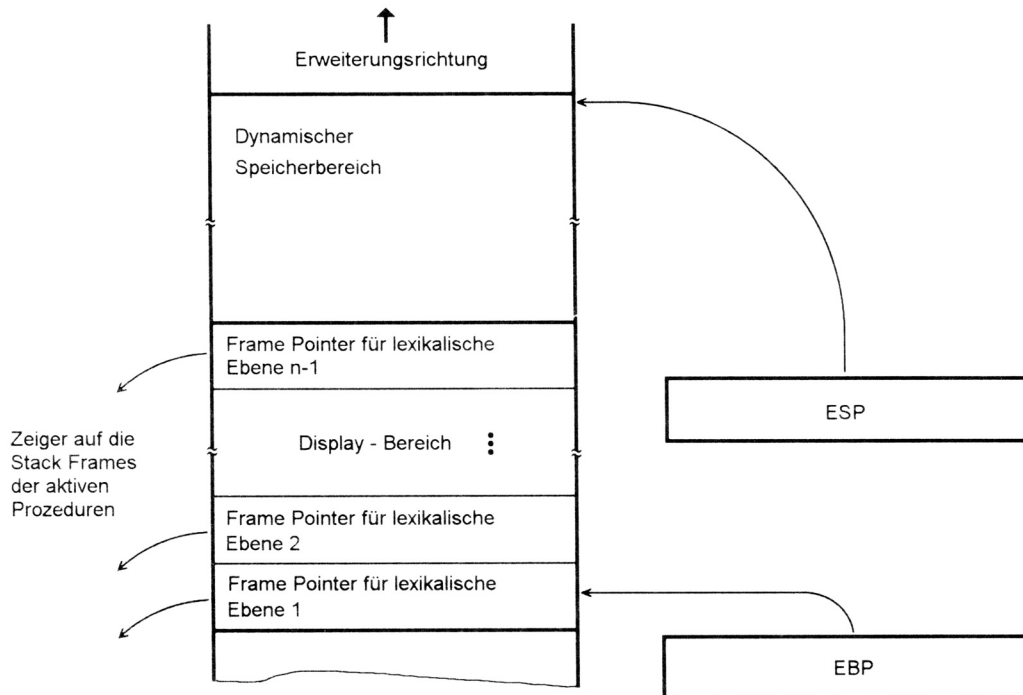 Erweiterungsrichtung
Dynamischer
Speicherbereich
Frame Pointer für lexikalische
Ebene n-1
ESP
Zeiger auf die
Stack Frames
der aktiven
Prozeduren
Display - Bereich
Frame Pointer für lexikalische
Ebene 2
Frame Pointer für lexikalische
Ebene 1
EBP